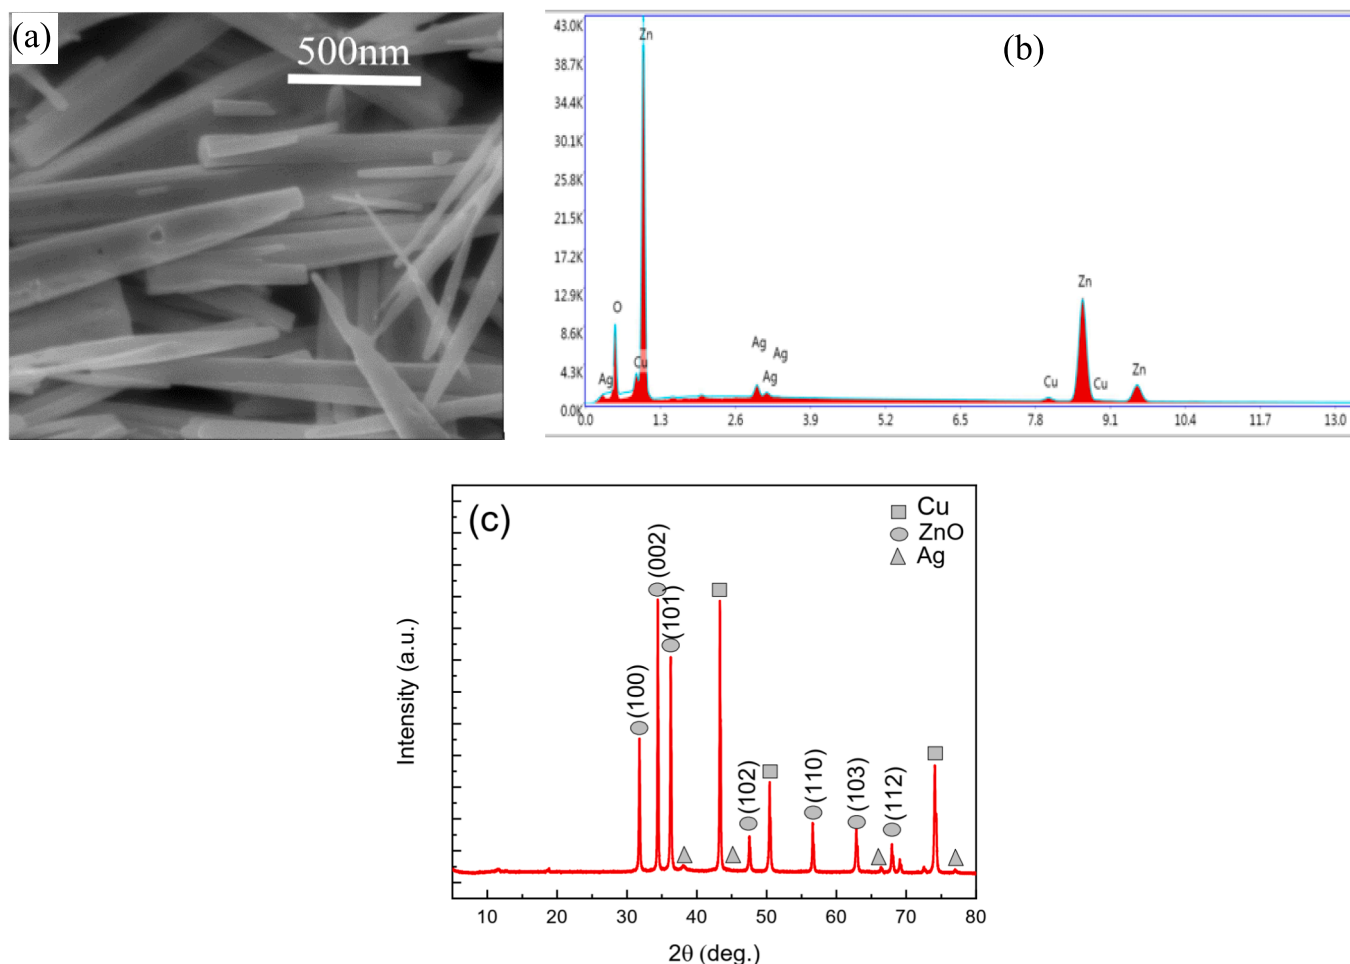 (a)
500nm
(b)
43.0K
38.7K
34.4K
30.1K
25.8K
21.5K
17.2K
12.9K
8.6K
4.3K
0.0K
Zn
O
Ag
Cu
Ag
Ag
Ag
Cu
Zn
Cu
Zn
0.0 1.3 2.6 3.9 5.2 6.5 7.8 9.1 10.4 11.7 13.0
(c)
Cu
ZnO
Ag
(100)
(002)
(101)
(102)
(110)
(103)
(112)
Intensity (a.u.)
10 20 30 40 50 60 70 80
2θ (deg.)